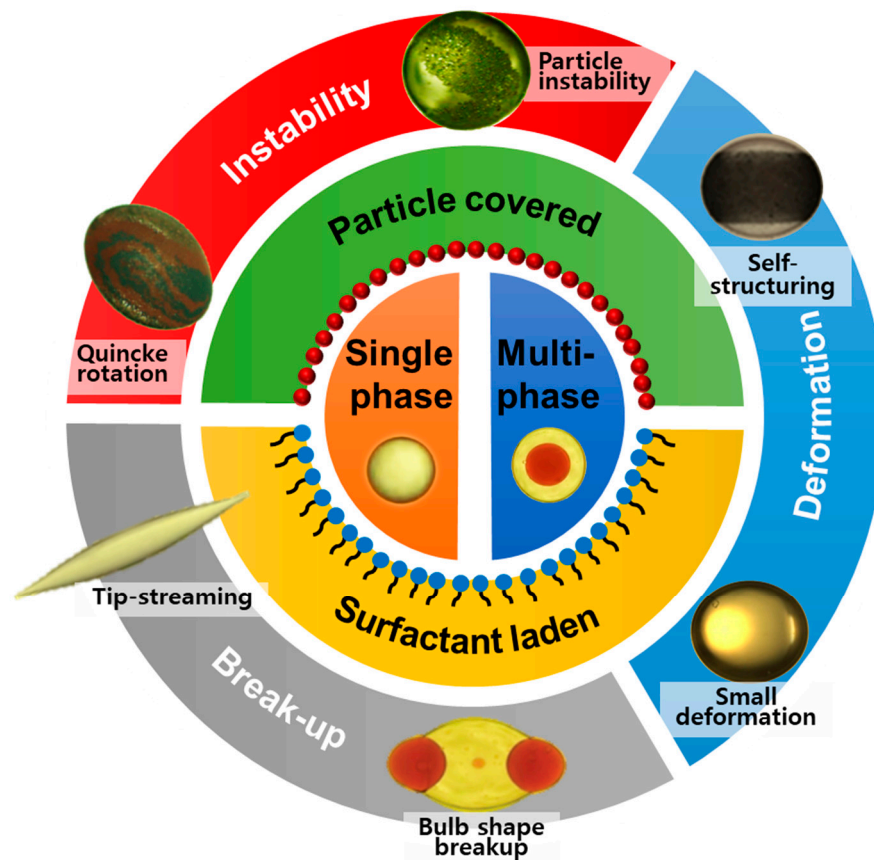 Particle
instability
Instability
Particle covered
Self-
structuring
Quincke
rotation
Single
phase
Multi-
phase
Deformation
Tip-streaming
Surfactant laden
Break-up
Small
deformation
Bulb shape
breakup